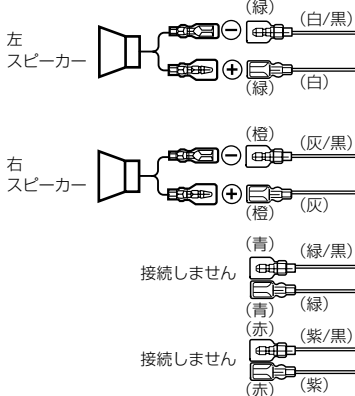 (緑)
(白/黒)
左
スピーカー
⊖
⊕
(緑)
(白)
(橙)
(灰/黒)
右
スピーカー
⊖
⊕
(橙)
(灰)
(青)
(緑/黒)
接続しません
(青)
(緑)
(赤)
(紫/黒)
接続しません
(赤)
(紫)